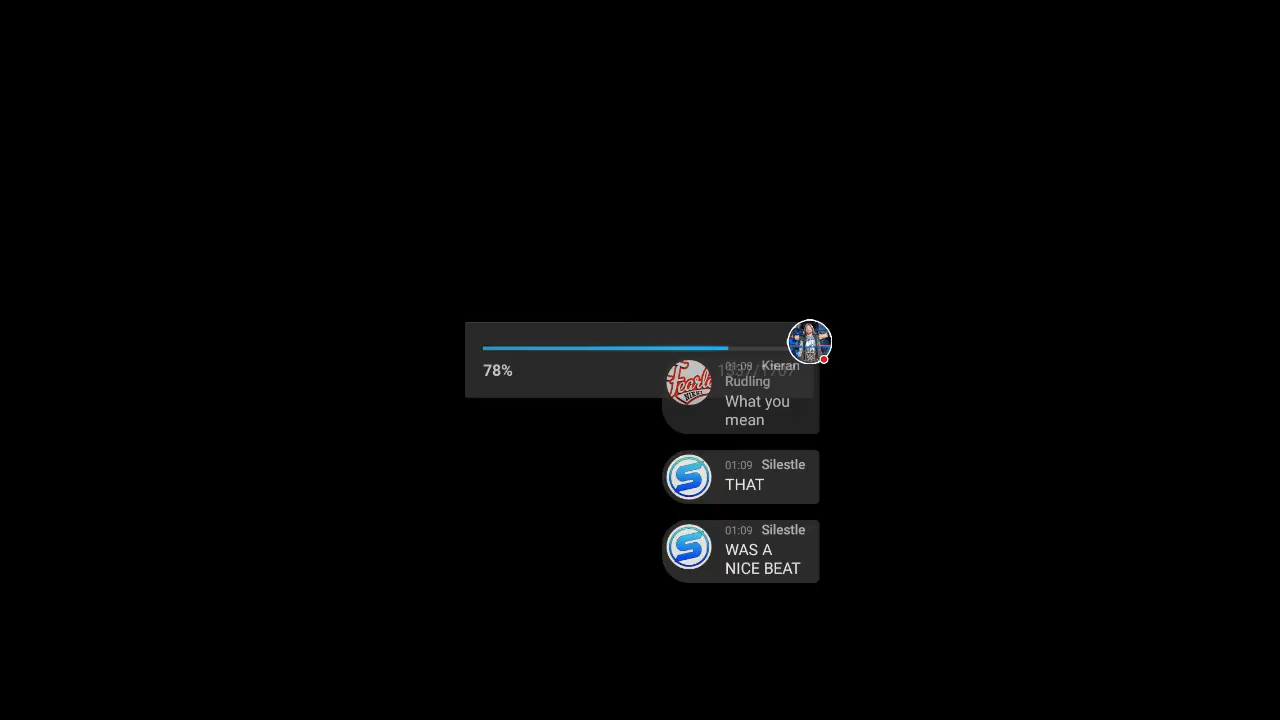 78%
01:09 Kieran
Rudling
What you
mean
01:09 Silestle
THAT
01:09 Silestle
WAS A
NICE BEAT